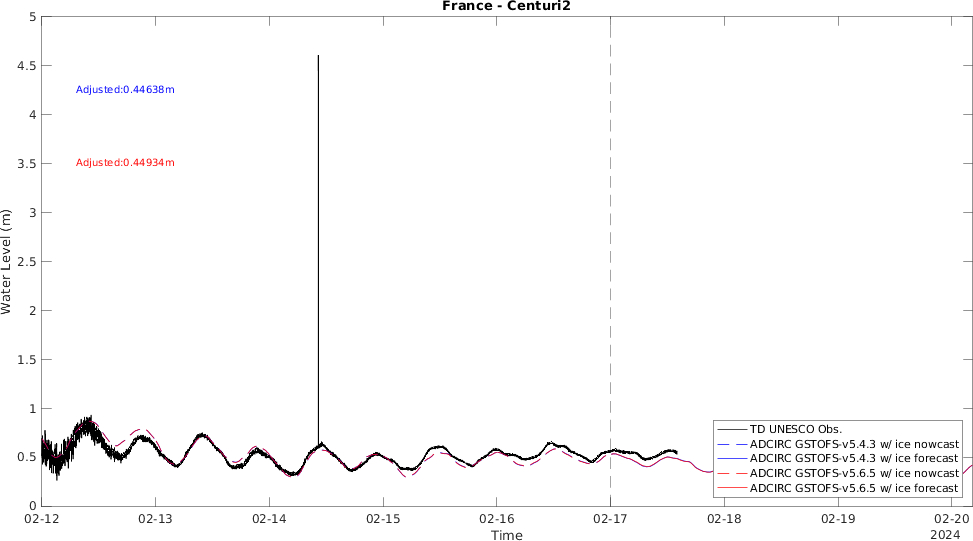 France - Centuri2
5
4.5
4
3.5
3
2.5
2
1.5
1
0.5
0
Water Level (m)
Adjusted:0.44638m
Adjusted:0.44934m
TD UNESCO Obs.
ADCIRC GSTOFS-v5.4.3 w/ ice nowcast
ADCIRC GSTOFS-v5.4.3 w/ ice forecast
ADCIRC GSTOFS-v5.6.5 w/ ice nowcast
ADCIRC GSTOFS-v5.6.5 w/ ice forecast
02-12 02-13 02-14 02-15 02-16 02-17 02-18 02-19 02-20
2024
Time